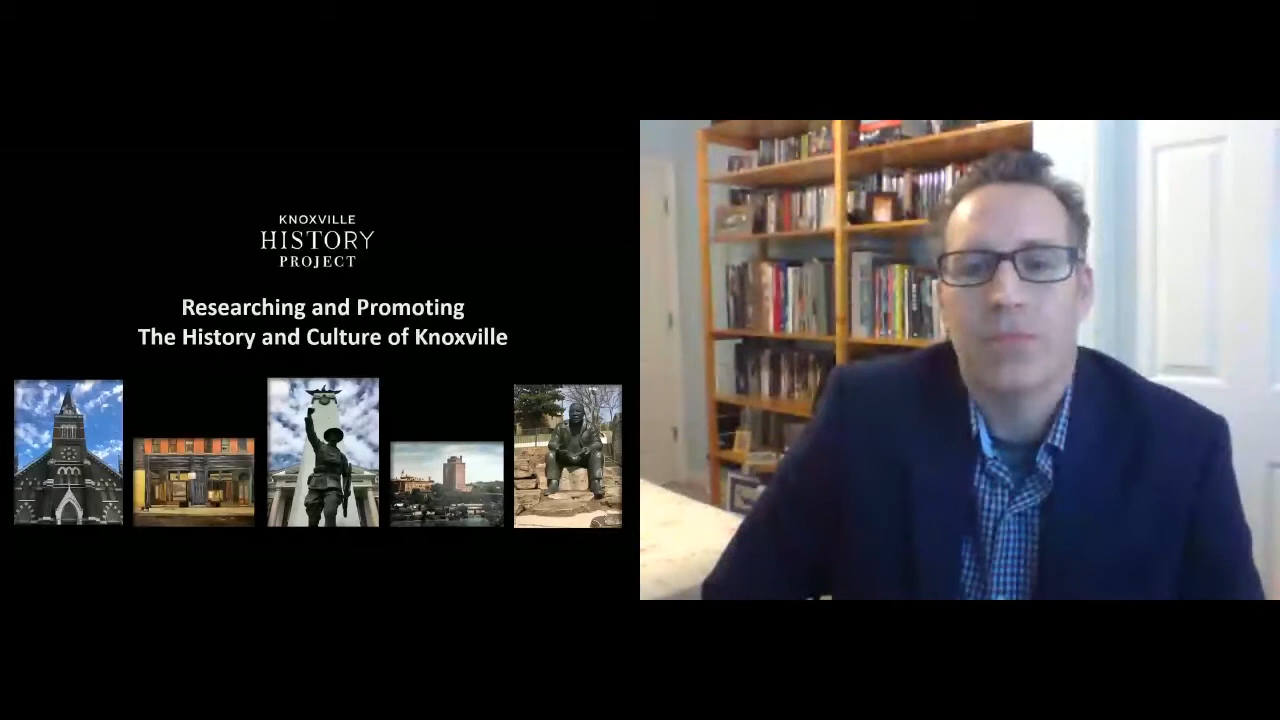 KNOXVILLE
HISTORY
PROJECT
Researching and Promoting
The History and Culture of Knoxville